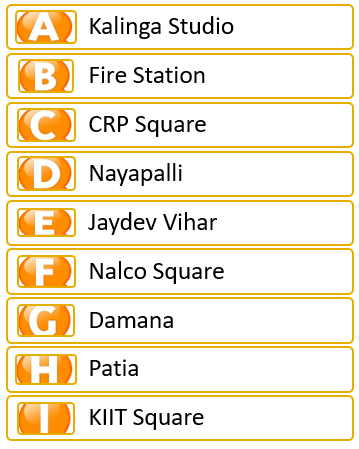 A Kalinga Studio
B Fire Station
C CRP Square
D Nayapalli
E Jaydev Vihar
F Nalco Square
G Damana
H Patia
I KIIT Square